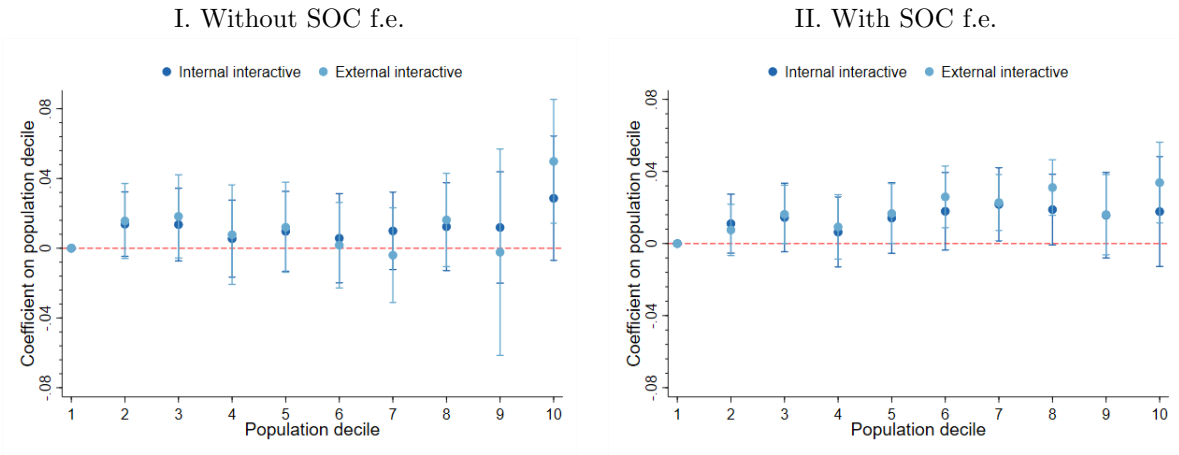 I. Without SOC f.e.
Internal interactive External interactive
Coefficient on population decile
.08
.04
0
-.04
-.08
1 2 3 4 5 6 7 8 9 10
Population decile
II. With SOC f.e.
Internal interactive External interactive
Coefficient on population decile
.08
.04
0
-.04
-.08
1 2 3 4 5 6 7 8 9 10
Population decile